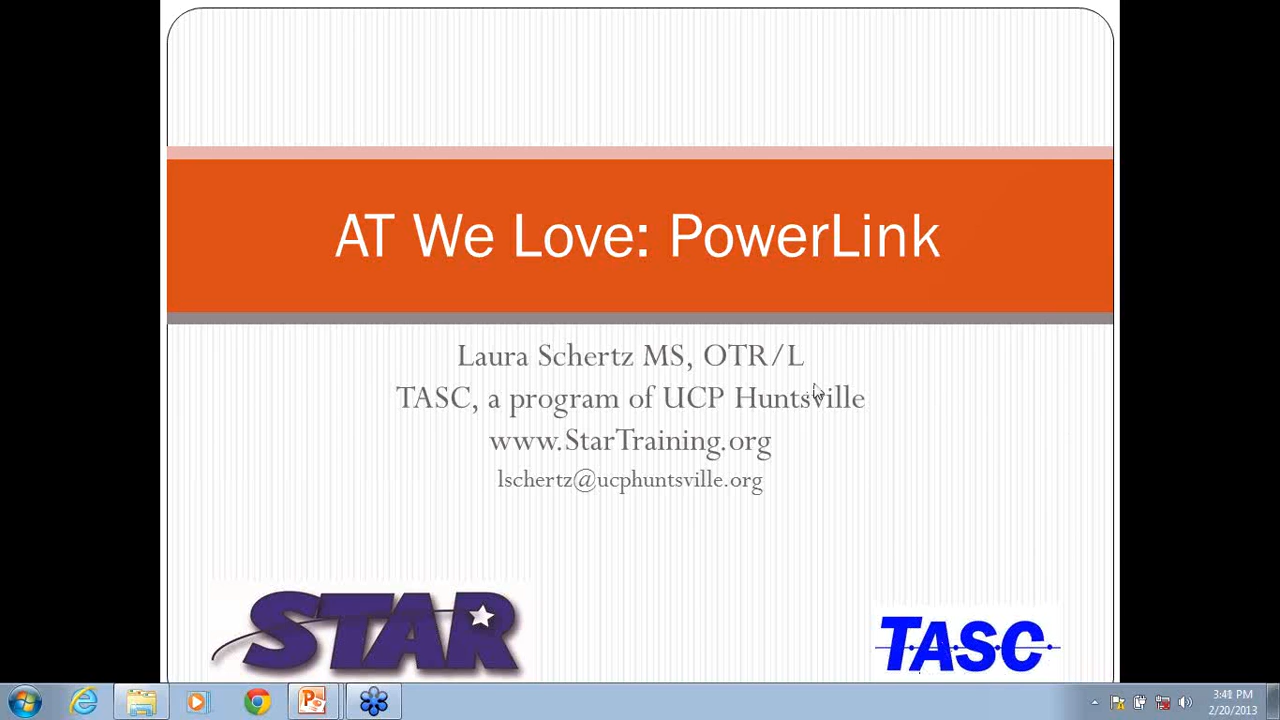 AT We Love: PowerLink
Laura Schertz MS, OTR/L
TASC, a program of UCP Huntsville
www.StarTraining.org
lschertz@ucphuntsville.org
STAR
TASC
3:41 PM
2/20/2013